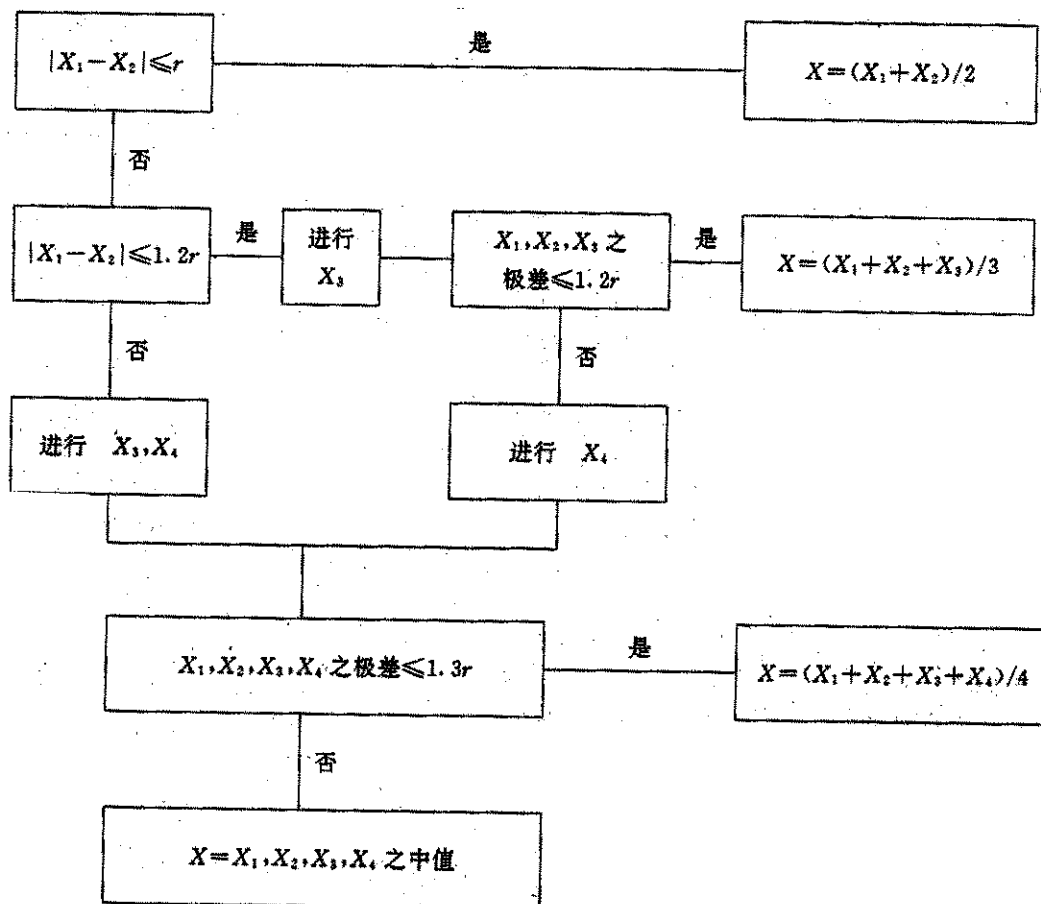 |X₁-X₂|≤r
是
X=(X₁+X₂)/2
否
|X₁-X₂|≤1.2r
是
进行
X₃
X₁,X₂,X₃之
极差≤1.2r
是
X=(X₁+X₂+X₃)/3
否
进行 X₃,X₄
否
进行 X₄
X₁,X₂,X₃,X₄之极差≤1.3r
是
X=(X₁+X₂+X₃+X₄)/4
否
X=X₁,X₂,X₃,X₄之中值